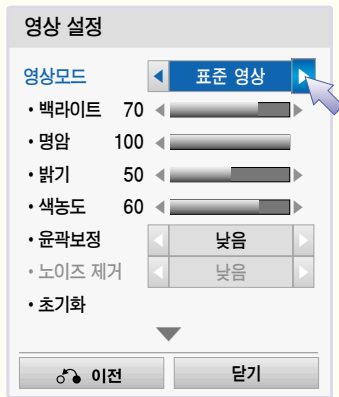 영상 설정
영상모드 표준 영상
• 백라이트 70
• 명암 100
• 밝기 50
• 색농도 60
• 윤곽보정 낮음
• 노이즈 제거 낮음
• 초기화
이전 닫기